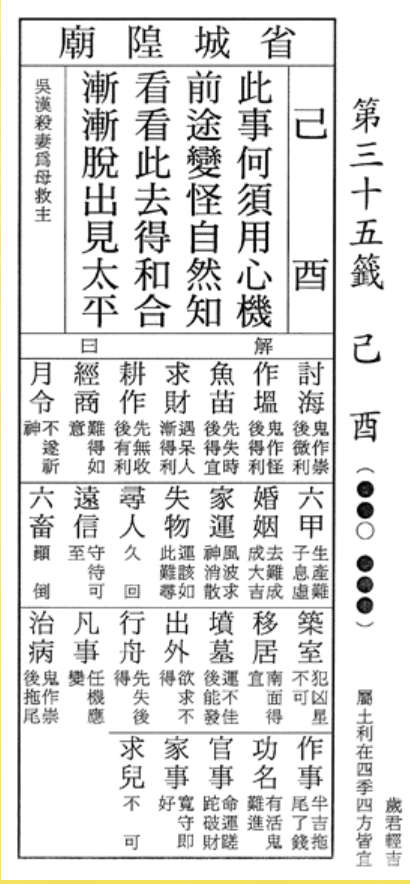 第三十五籤 己酉（●●○ ●●●）
歲君輕吉
屬土利在四季四方皆宜
省城隍廟
己酉
此事何須用心機
前途變怪自然知
看看此去得和合
漸漸脫出見太平
吳漢殺妻爲母救主
解曰
討海 鬼作崇後微利
作塭 鬼作怪後得利
魚苗 先失時後得宜
求財 遇呆人漸得利
耕作 先無收後有利
經商 難得如意
月令 不遂祈神
六甲 生產難子息虛
婚姻 去難成成大吉
家運 風波求神消散
失物 運該如此難尋
尋人 久回
遠信 守待可至
六畜 顚倒
築室 犯凶星不可
移居 南面得宜
墳墓 運不佳後能發
出外 欲求不得
行舟 先失後得
凡事 任機應變
治病 鬼作崇後拖尾
作事 半吉拖尾了錢
功名 有活鬼難進
官事 命運蹉跎破財
家事 寬守即好
求兒 不可